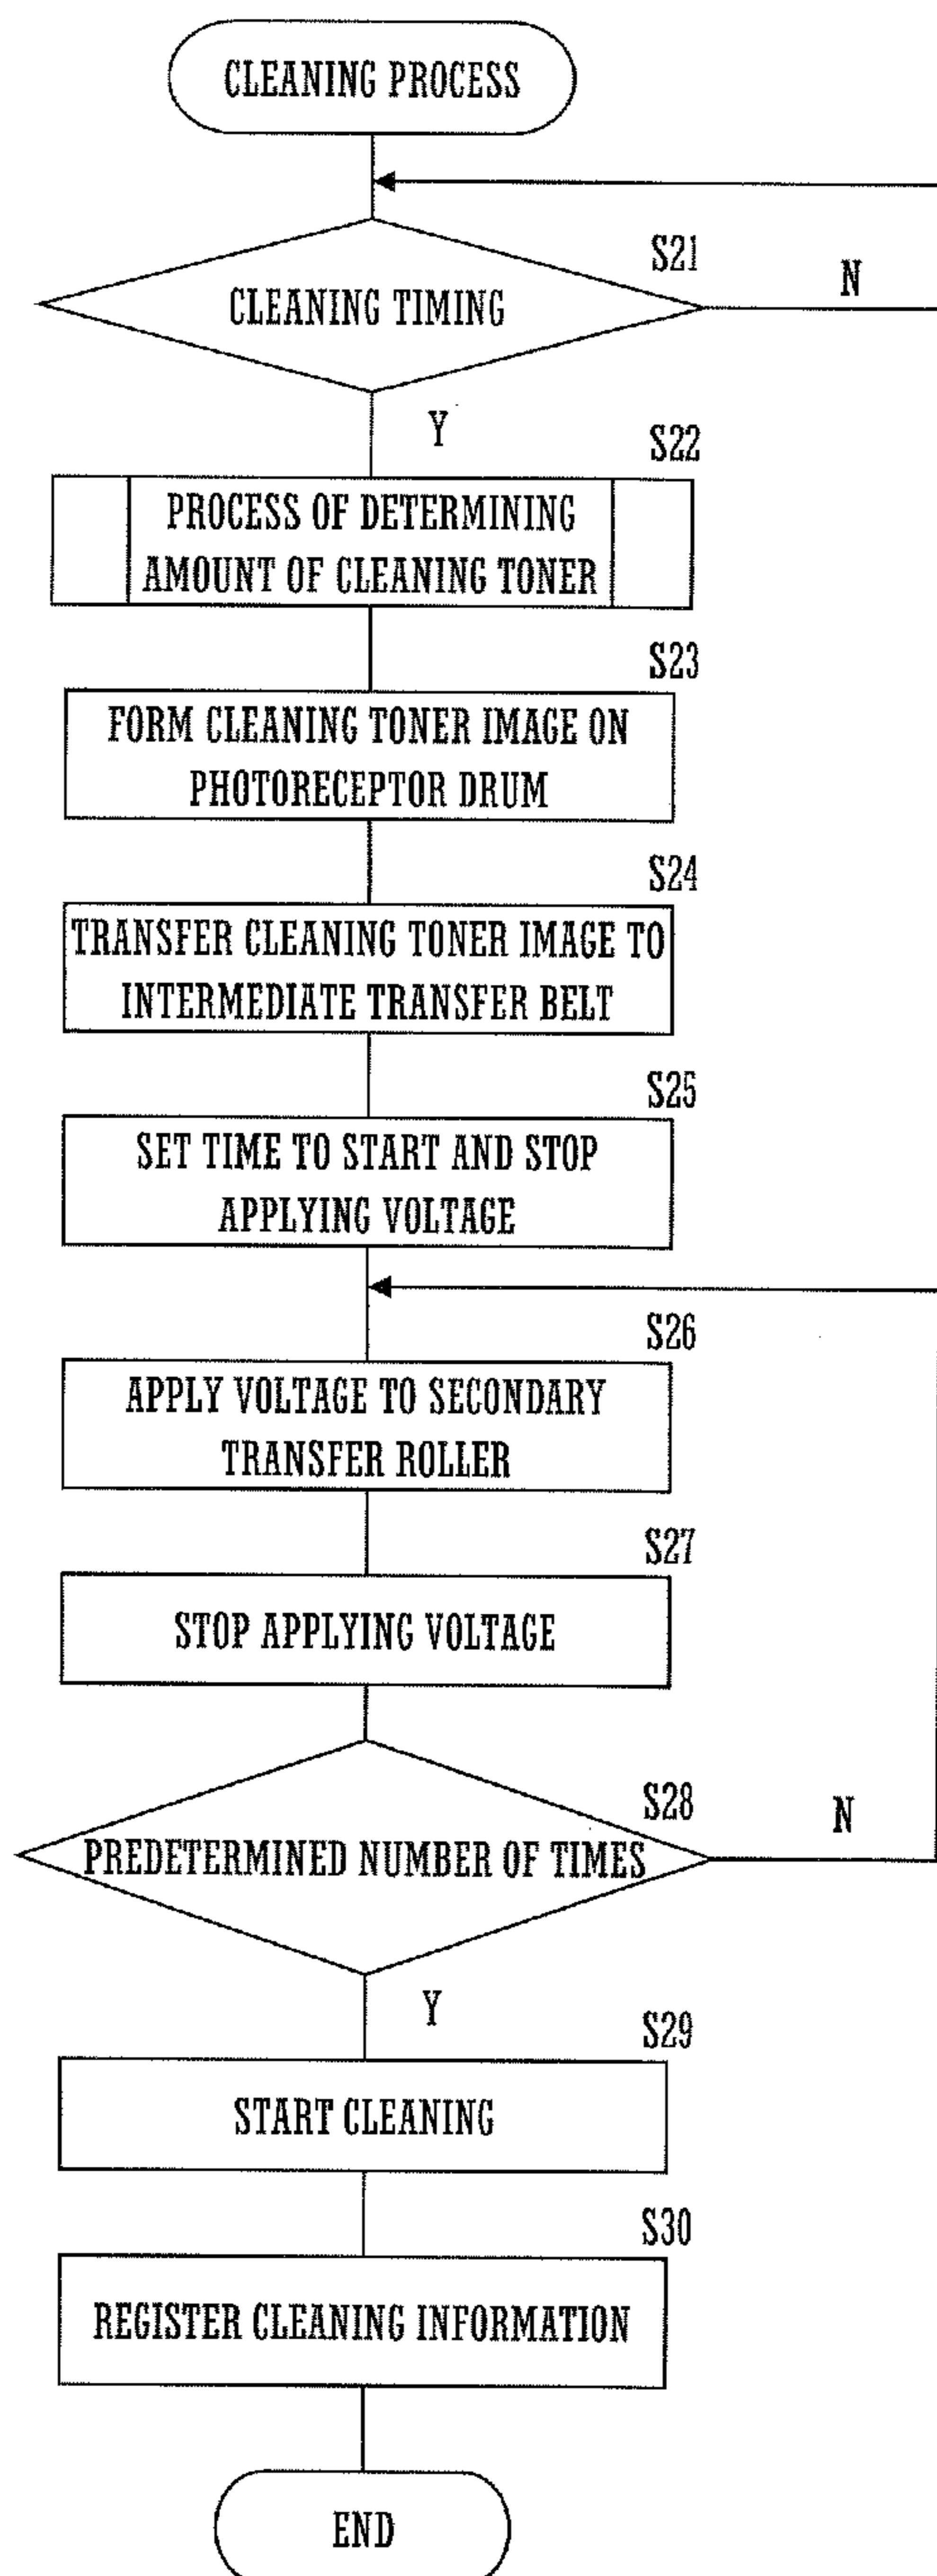 CLEANING PROCESS
S21
CLEANING TIMING
N
Y
S22
PROCESS OF DETERMINING
AMOUNT OF CLEANING TONER
S23
FORM CLEANING TONER IMAGE ON
PHOTORECEPTOR DRUM
S24
TRANSFER CLEANING TONER IMAGE TO
INTERMEDIATE TRANSFER BELT
S25
SET TIME TO START AND STOP
APPLYING VOLTAGE
S26
APPLY VOLTAGE TO SECONDARY
TRANSFER ROLLER
S27
STOP APPLYING VOLTAGE
S28
PREDETERMINED NUMBER OF TIMES
N
Y
S29
START CLEANING
S30
REGISTER CLEANING INFORMATION
END